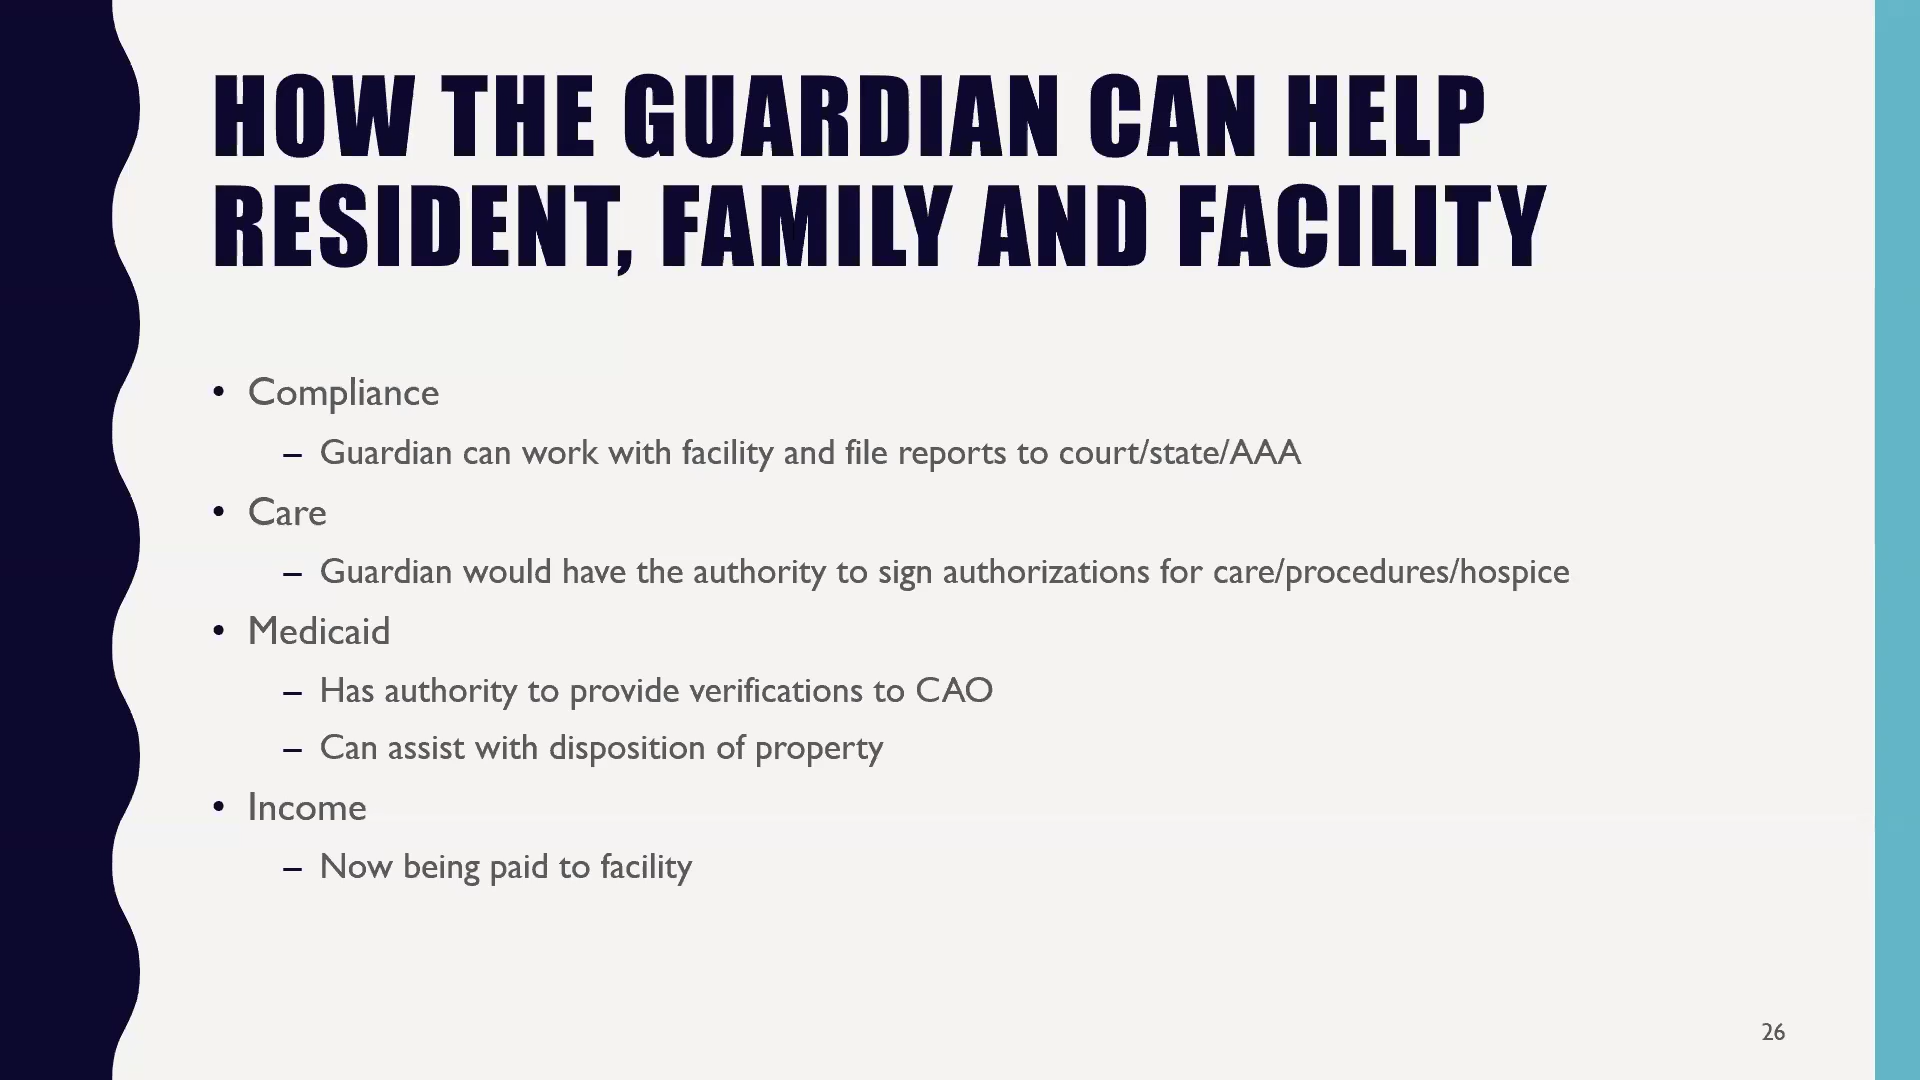 HOW THE GUARDIAN CAN HELP
RESIDENT, FAMILY AND FACILITY
• Compliance
– Guardian can work with facility and file reports to court/state/AAA
• Care
– Guardian would have the authority to sign authorizations for care/procedures/hospice
• Medicaid
– Has authority to provide verifications to CAO
– Can assist with disposition of property
• Income
– Now being paid to facility
26